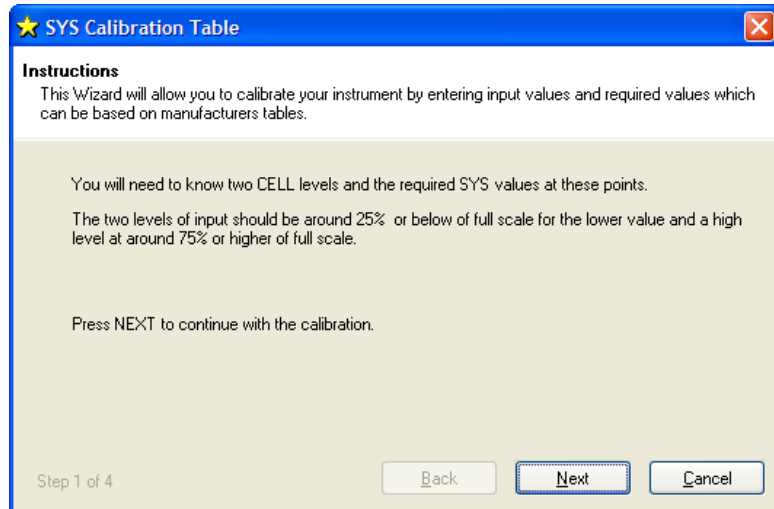 SYS Calibration Table
Instructions
This Wizard will allow you to calibrate your instrument by entering input values and required values which
can be based on manufacturers tables.
You will need to know two CELL levels and the required SYS values at these points.
The two levels of input should be around 25%  or below of full scale for the lower value and a high
level at around 75% or higher of full scale.
Press NEXT to continue with the calibration.
Step 1 of 4
Back
Next
Cancel